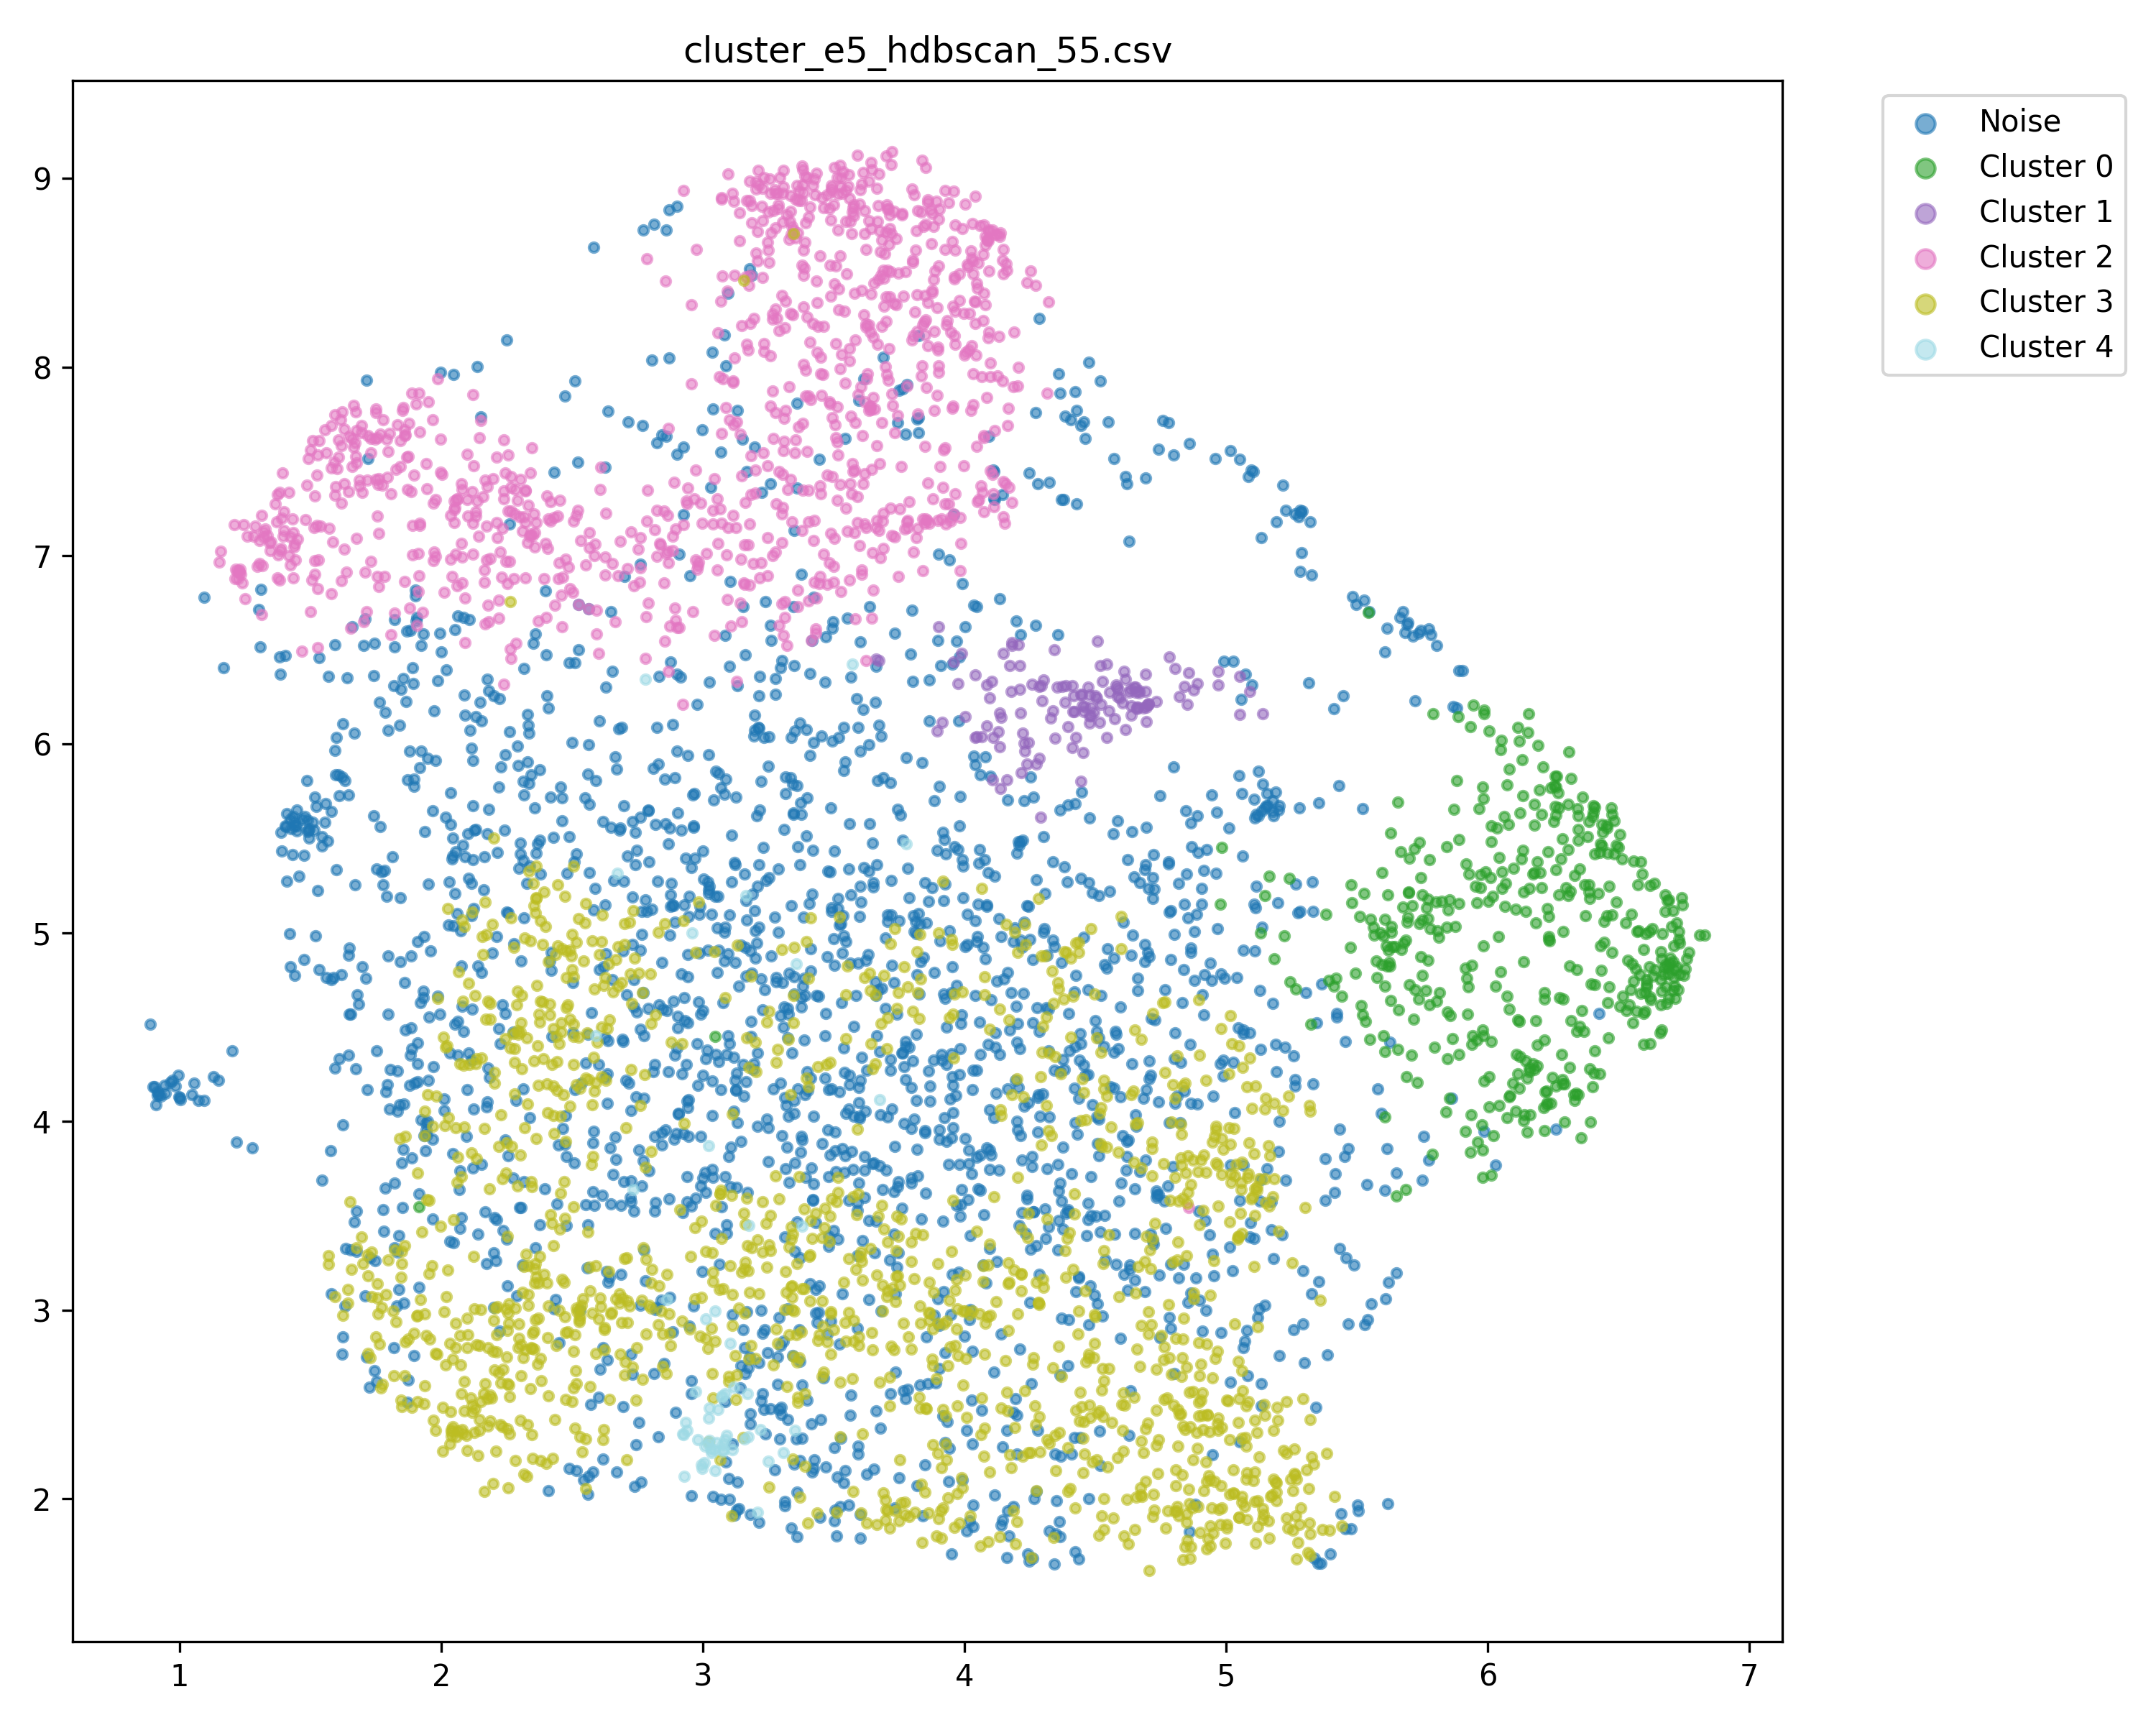 cluster_e5_hdbscan_55.csv
Noise
Cluster 0
Cluster 1
Cluster 2
Cluster 3
Cluster 4
9
8
7
6
5
4
3
2
1 2 3 4 5 6 7